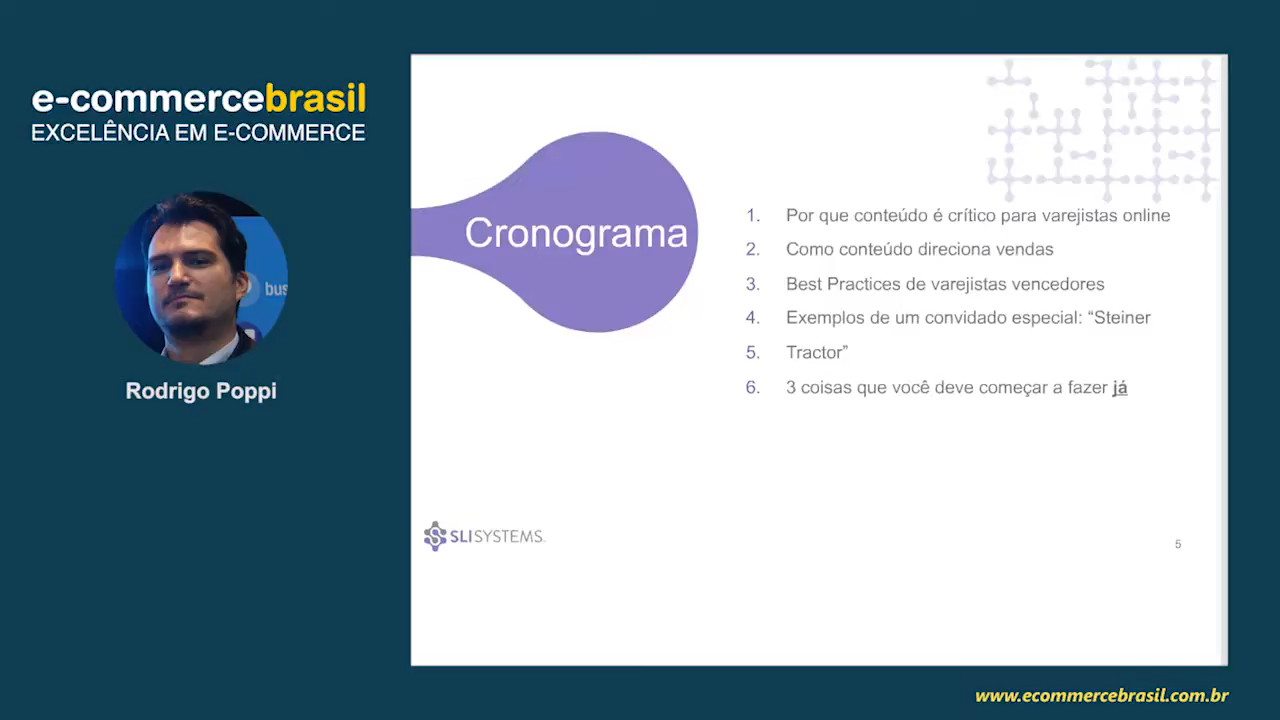 e-commercebrasil
EXCELÊNCIA EM E-COMMERCE
bus
Rodrigo Poppi
Cronograma
1. Por que conteúdo é crítico para varejistas online
2. Como conteúdo direciona vendas
3. Best Practices de varejistas vencedores
4. Exemplos de um convidado especial: “Steiner
5. Tractor”
6. 3 coisas que você deve começar a fazer já
SLISYSTEMS
5
www.ecommercebrasil.com.br